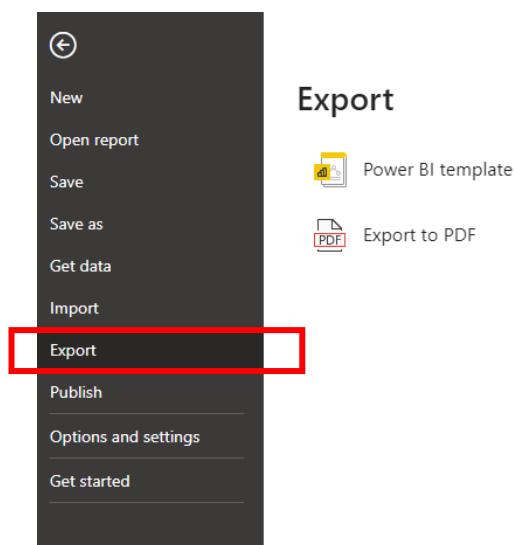 New
Open report
Save
Save as
Get data
Import
Export
Publish
Options and settings
Get started
Export
Power BI template
PDF
Export to PDF